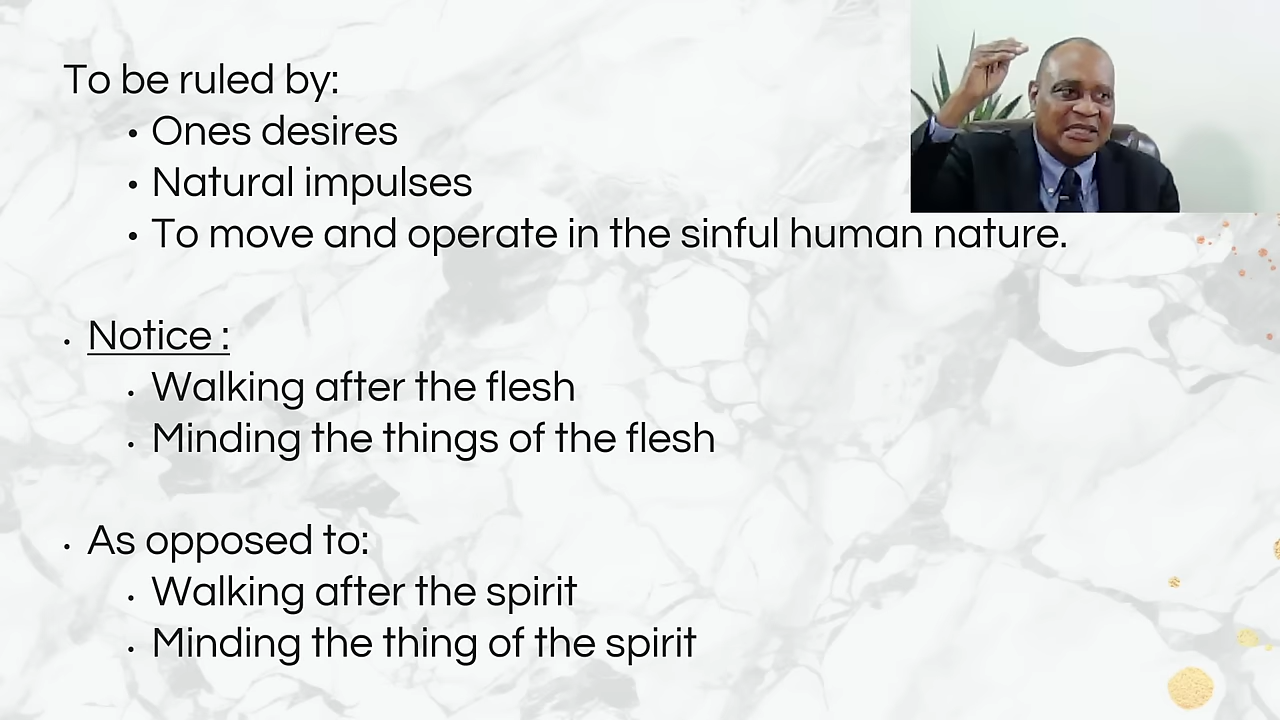 To be ruled by:
• Ones desires
• Natural impulses
• To move and operate in the sinful human nature.
• Notice :
• Walking after the flesh
• Minding the things of the flesh
• As opposed to:
• Walking after the spirit
• Minding the thing of the spirit